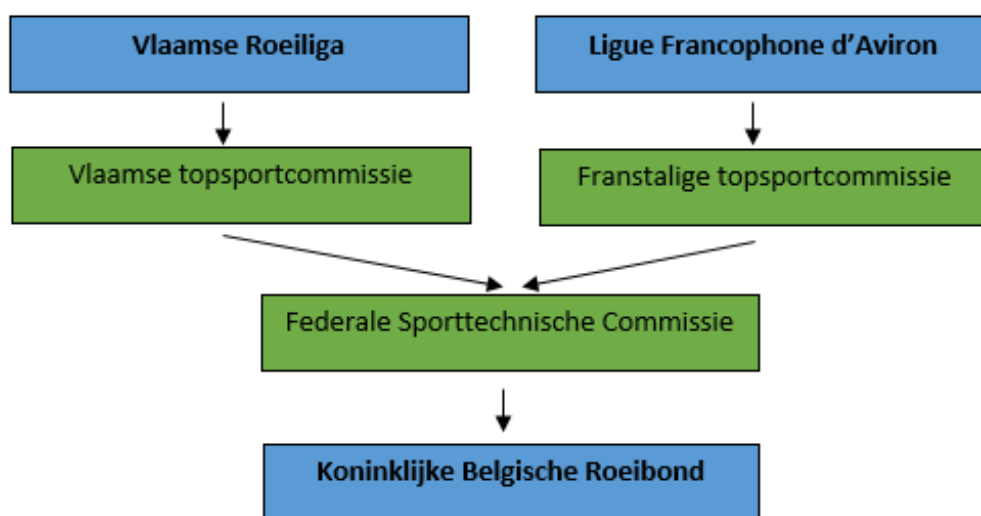 Vlaamse Roeiliga
Ligue Francophone d’Aviron
Vlaamse topsportcommissie
Franstalige topsportcommissie
Federale Sporttechnische Commissie
Koninklijke Belgische Roeibond